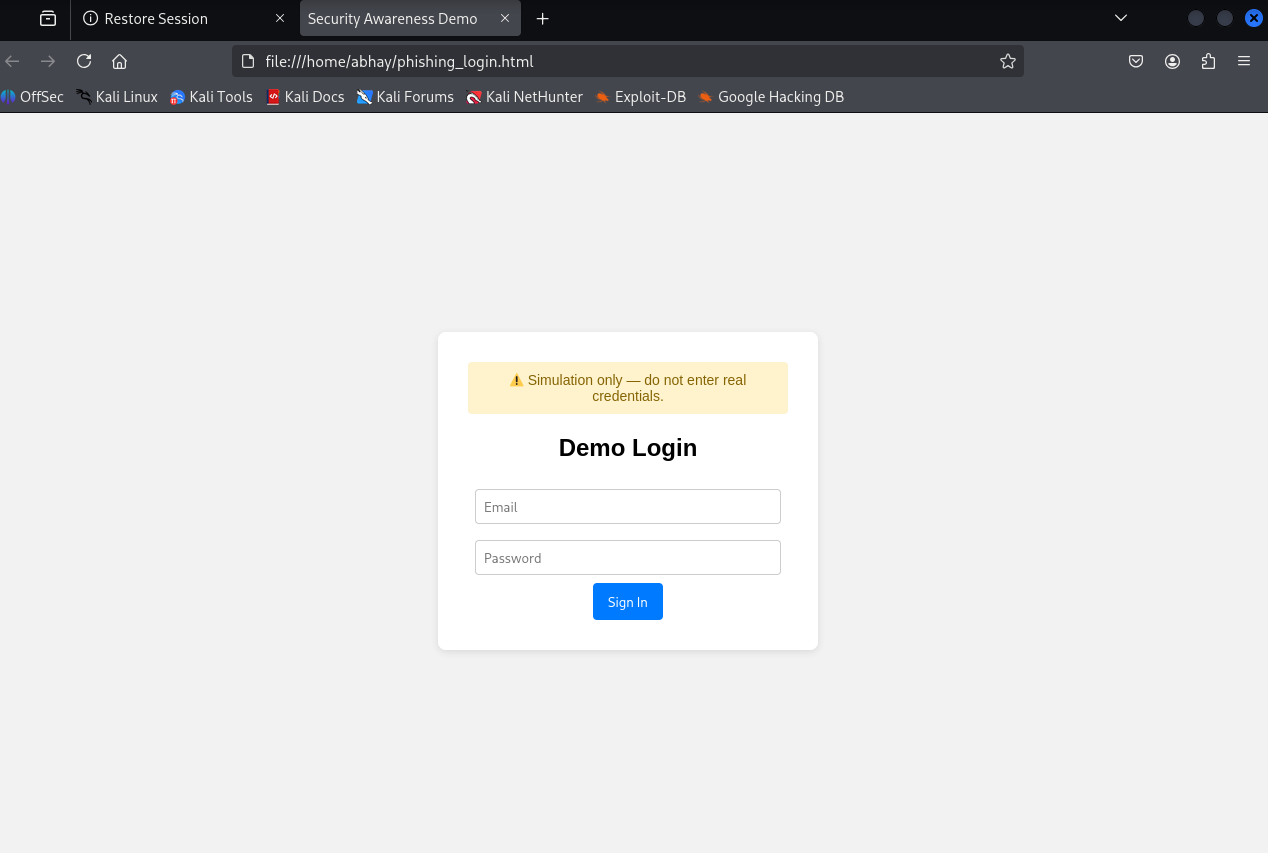 Restore Session
Security Awareness Demo
file:///home/abhay/phishing_login.html
OffSec Kali Linux Kali Tools Kali Docs Kali Forums Kali NetHunter Exploit-DB Google Hacking DB
⚠️ Simulation only — do not enter real
credentials.
Demo Login
Email
Password
Sign In